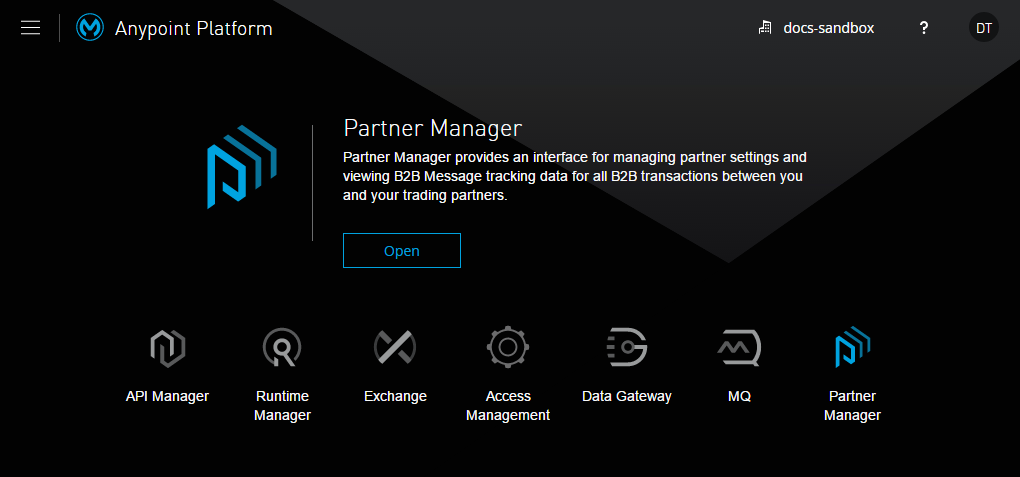 Anypoint Platform
docs-sandbox
?
DT
Partner Manager
Partner Manager provides an interface for managing partner settings and
viewing B2B Message tracking data for all B2B transactions between you
and your trading partners.
Open
API Manager
Runtime
Manager
Exchange
Access
Management
Data Gateway
MQ
Partner
Manager